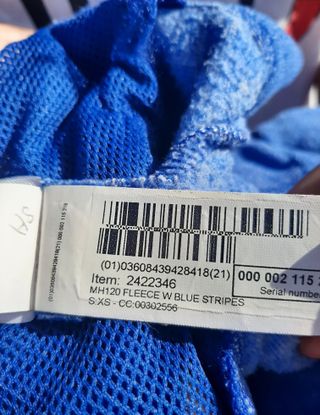 (01)03608439428418(21)
Item: 2422346
MH120 FLEECE W BLUE STRIPES
S:XS - CC:00302556
000 002 115
Serial number